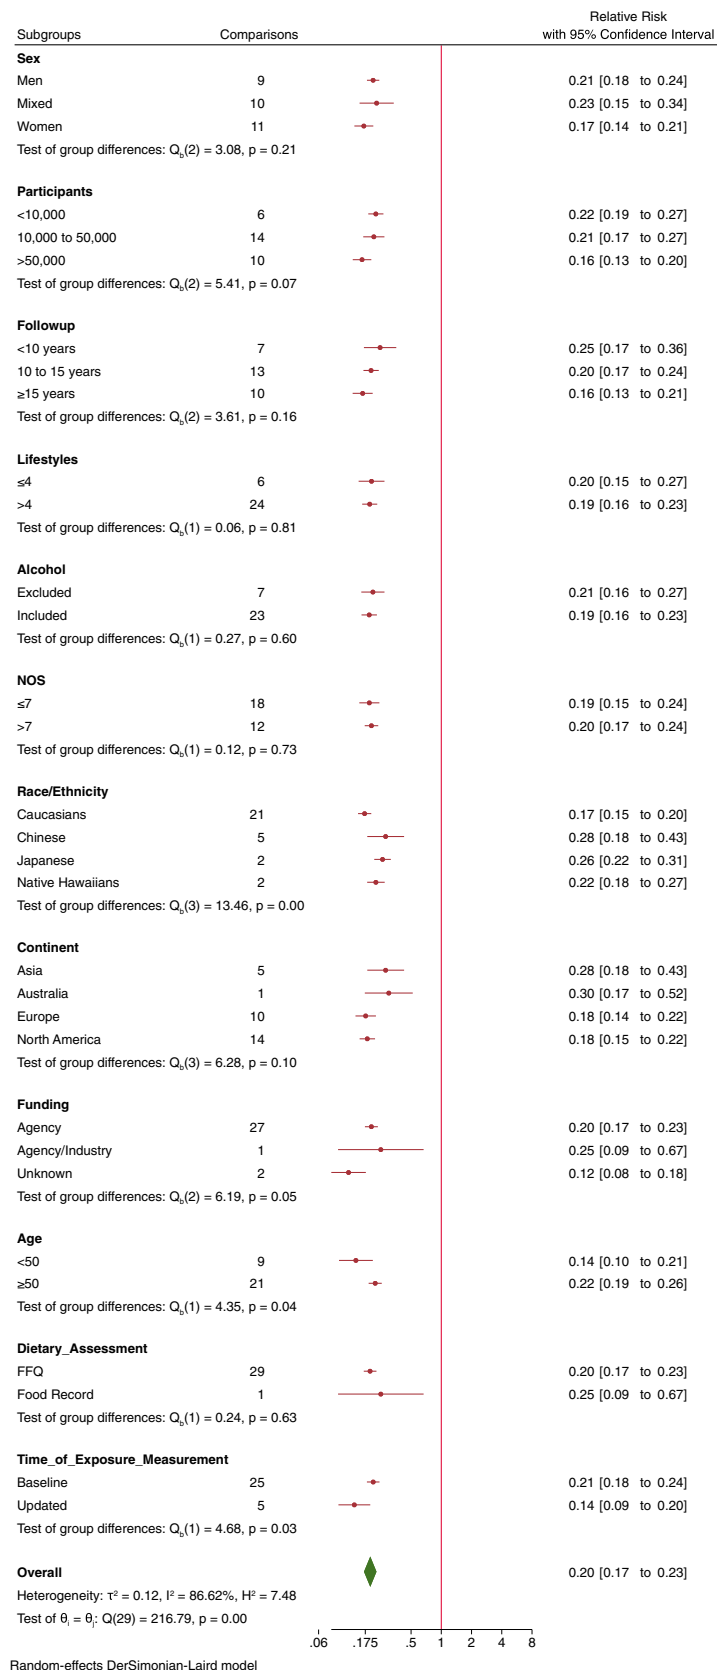 Relative Risk
Subgroups Comparisons with 95% Confidence Interval
Sex
Men 9 0.21 [0.18 to 0.24]
Mixed 10 0.23 [0.15 to 0.34]
Women 11 0.17 [0.14 to 0.21]
Test of group differences: Q_b(2) = 3.08, p = 0.21
Participants
<10,000 6 0.22 [0.19 to 0.27]
10,000 to 50,000 14 0.21 [0.17 to 0.27]
>50,000 10 0.16 [0.13 to 0.20]
Test of group differences: Q_b(2) = 5.41, p = 0.07
Followup
<10 years 7 0.25 [0.17 to 0.36]
10 to 15 years 13 0.20 [0.17 to 0.24]
≥15 years 10 0.16 [0.13 to 0.21]
Test of group differences: Q_b(2) = 3.61, p = 0.16
Lifestyles
≤4 6 0.20 [0.15 to 0.27]
>4 24 0.19 [0.16 to 0.23]
Test of group differences: Q_b(1) = 0.06, p = 0.81
Alcohol
Excluded 7 0.21 [0.16 to 0.27]
Included 23 0.19 [0.16 to 0.23]
Test of group differences: Q_b(1) = 0.27, p = 0.60
NOS
≤7 18 0.19 [0.15 to 0.24]
>7 12 0.20 [0.17 to 0.24]
Test of group differences: Q_b(1) = 0.12, p = 0.73
Race/Ethnicity
Caucasians 21 0.17 [0.15 to 0.20]
Chinese 5 0.28 [0.18 to 0.43]
Japanese 2 0.26 [0.22 to 0.31]
Native Hawaiians 2 0.22 [0.18 to 0.27]
Test of group differences: Q_b(3) = 13.46, p = 0.00
Continent
Asia 5 0.28 [0.18 to 0.43]
Australia 1 0.30 [0.17 to 0.52]
Europe 10 0.18 [0.14 to 0.22]
North America 14 0.18 [0.15 to 0.22]
Test of group differences: Q_b(3) = 6.28, p = 0.10
Funding
Agency 27 0.20 [0.17 to 0.23]
Agency/Industry 1 0.25 [0.09 to 0.67]
Unknown 2 0.12 [0.08 to 0.18]
Test of group differences: Q_b(2) = 6.19, p = 0.05
Age
<50 9 0.14 [0.10 to 0.21]
≥50 21 0.22 [0.19 to 0.26]
Test of group differences: Q_b(1) = 4.35, p = 0.04
Dietary_Assessment
FFQ 29 0.20 [0.17 to 0.23]
Food Record 1 0.25 [0.09 to 0.67]
Test of group differences: Q_b(1) = 0.24, p = 0.63
Time_of_Exposure_Measurement
Baseline 25 0.21 [0.18 to 0.24]
Updated 5 0.14 [0.09 to 0.20]
Test of group differences: Q_b(1) = 4.68, p = 0.03
Overall 0.20 [0.17 to 0.23]
Heterogeneity: τ² = 0.12, I² = 86.62%, H² = 7.48
Test of θ_i = θ_j: Q(29) = 216.79, p = 0.00
.06 .175 .5 1 2 4 8
Random-effects DerSimonian-Laird model